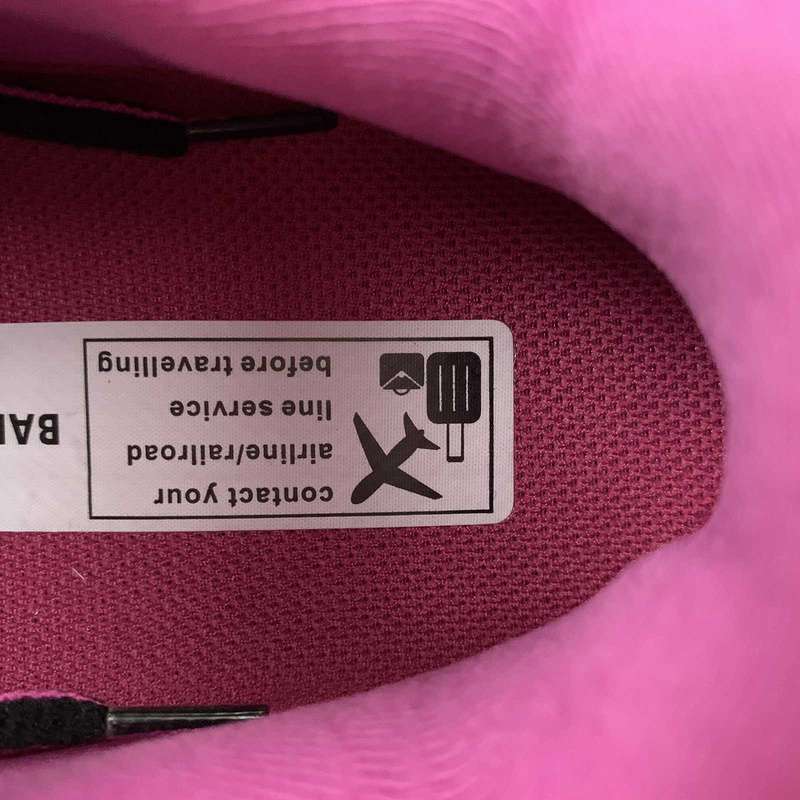 contact your
airline/railroad
line service
before travelling